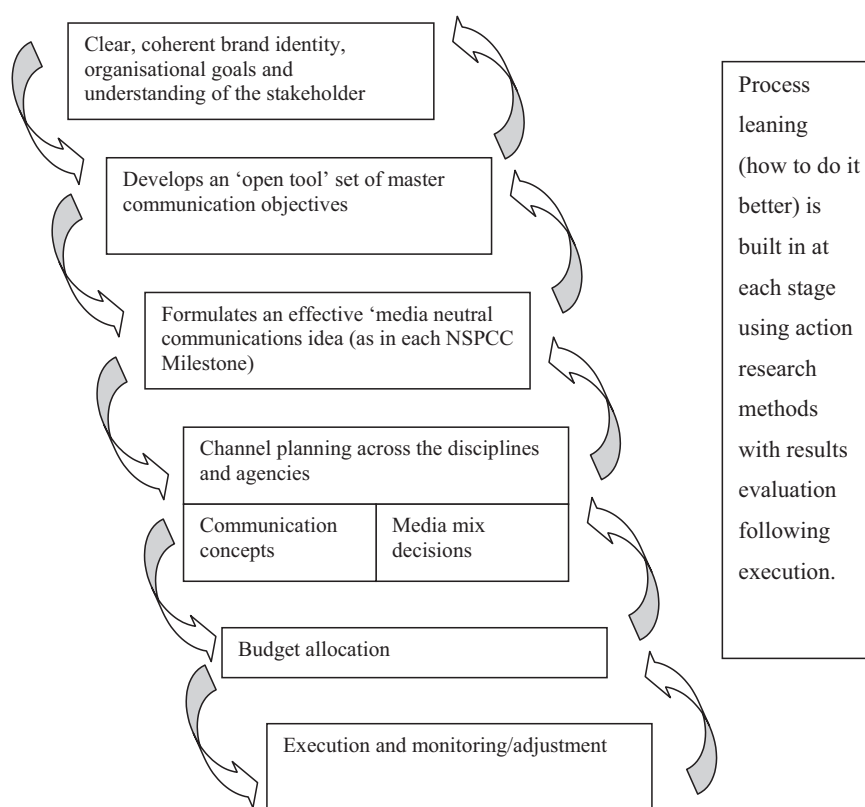 Clear, coherent brand identity,
organisational goals and
understanding of the stakeholder
Develops an ‘open tool’ set of master
communication objectives
Formulates an effective ‘media neutral
communications idea (as in each NSPCC
Milestone)
Channel planning across the disciplines
and agencies
Communication
concepts
Media mix
decisions
Budget allocation
Execution and monitoring/adjustment
Process
leaning
(how to do it
better) is
built in at
each stage
using action
research
methods
with results
evaluation
following
execution.